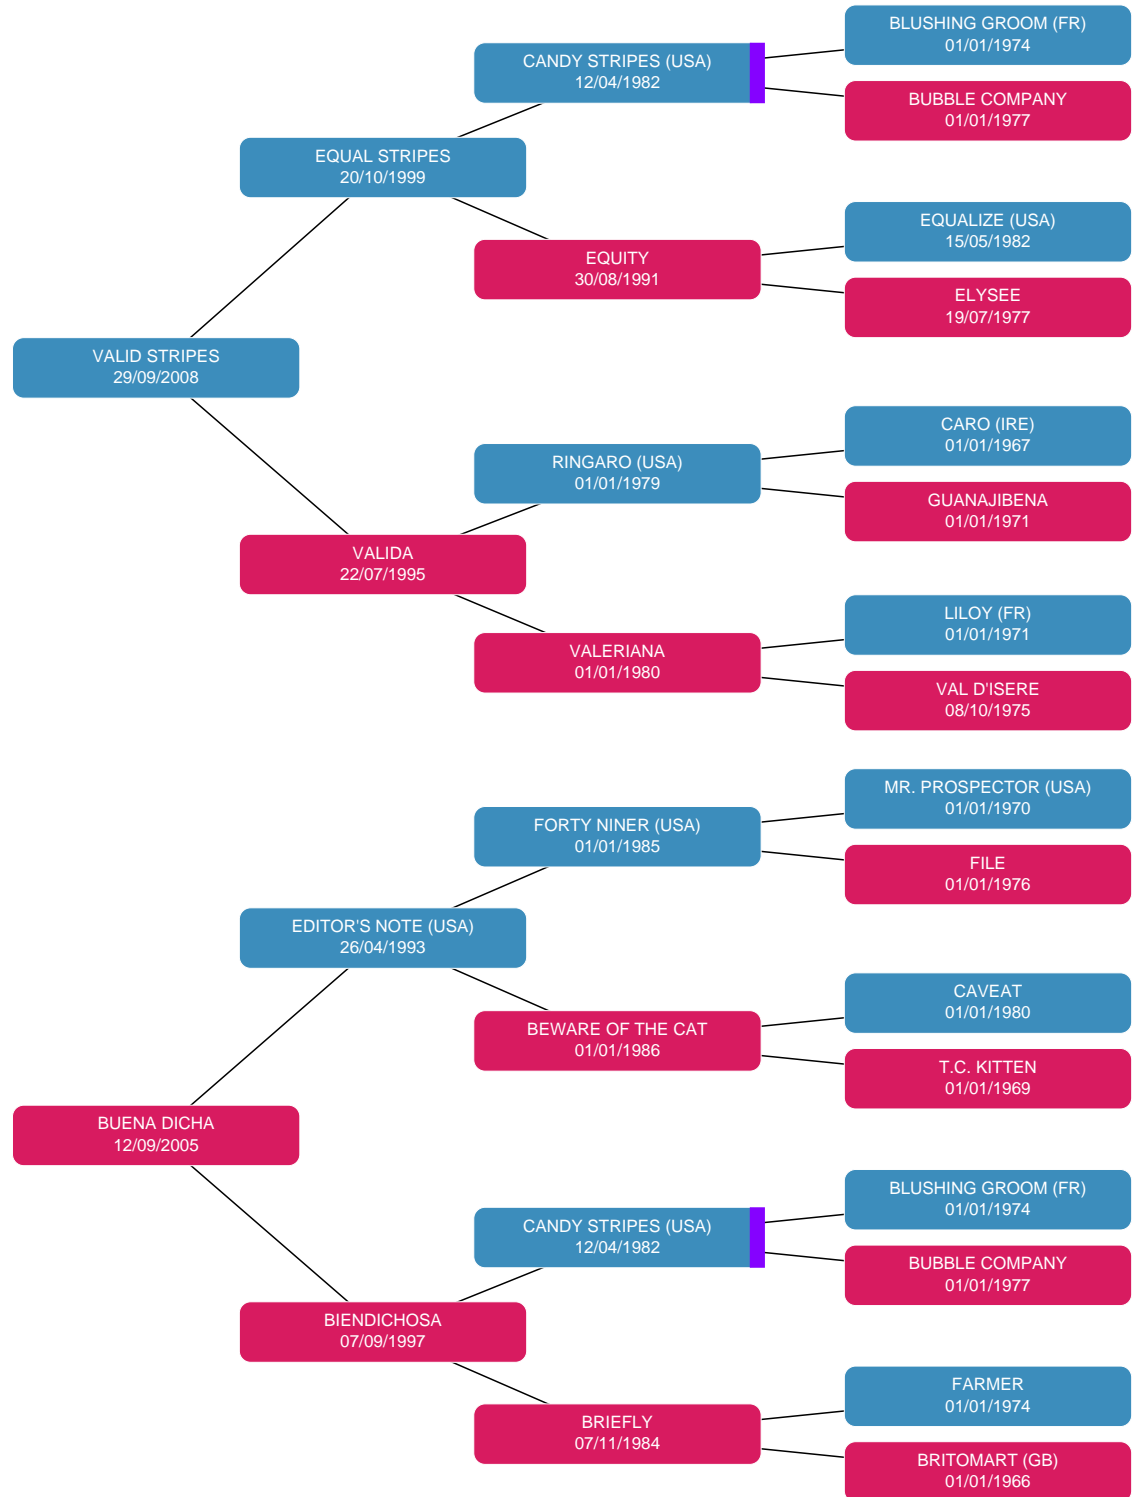 BLUSHING GROOM (FR)
01/01/1974
CANDY STRIPES (USA)
12/04/1982
BUBBLE COMPANY
01/01/1977
EQUAL STRIPES
20/10/1999
EQUALIZE (USA)
15/05/1982
EQUITY
30/08/1991
ELYSEE
19/07/1977
VALID STRIPES
29/09/2008
CARO (IRE)
01/01/1967
RINGARO (USA)
01/01/1979
GUANAJIBENA
01/01/1971
VALIDA
22/07/1995
LILOY (FR)
01/01/1971
VALERIANA
01/01/1980
VAL D'ISERE
08/10/1975
MR. PROSPECTOR (USA)
01/01/1970
FORTY NINER (USA)
01/01/1985
FILE
01/01/1976
EDITOR'S NOTE (USA)
26/04/1993
CAVEAT
01/01/1980
BEWARE OF THE CAT
01/01/1986
T.C. KITTEN
01/01/1969
BUENA DICHA
12/09/2005
BLUSHING GROOM (FR)
01/01/1974
CANDY STRIPES (USA)
12/04/1982
BUBBLE COMPANY
01/01/1977
BIENDICHOSA
07/09/1997
FARMER
01/01/1974
BRIEFLY
07/11/1984
BRITOMART (GB)
01/01/1966